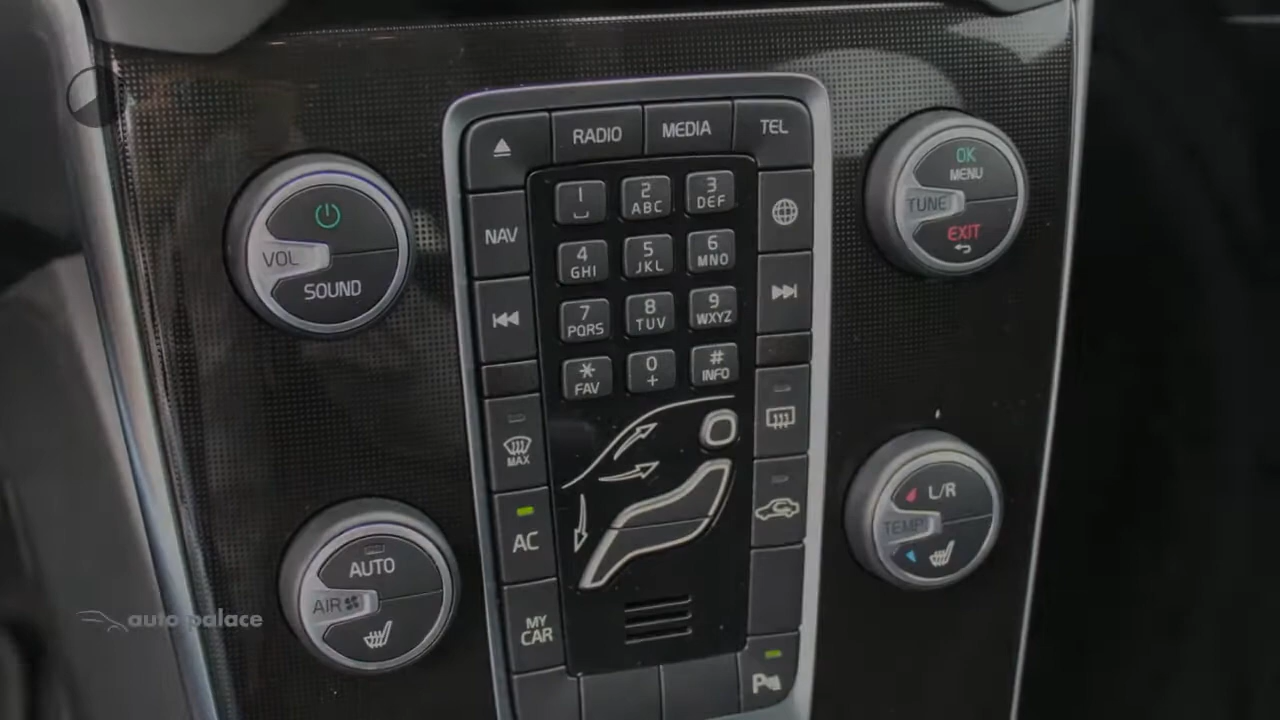 RADIO
MEDIA
TEL
VOL
SOUND
NAV
1
2
ABC
3
DEF
4
GHI
5
JKL
6
MNO
7
PQRS
8
TUV
9
WXYZ
*
FAV
0
+
#
INFO
OK
MENU
TUNE
EXIT
MAX
AC
MY
CAR
AUTO
AIR
L/R
TEMP
P
auto palace